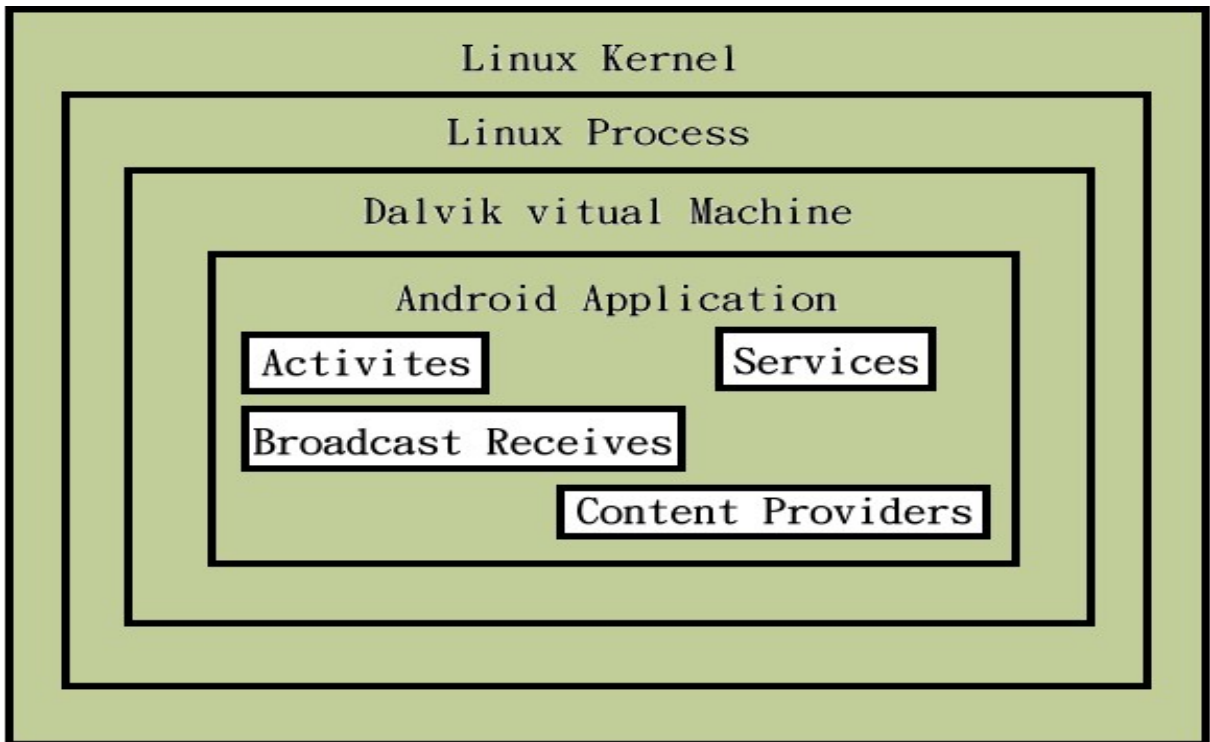 Linux Kernel
Linux Process
Dalvik vitual Machine
Android Application
Activites
Services
Broadcast Receives
Content Providers